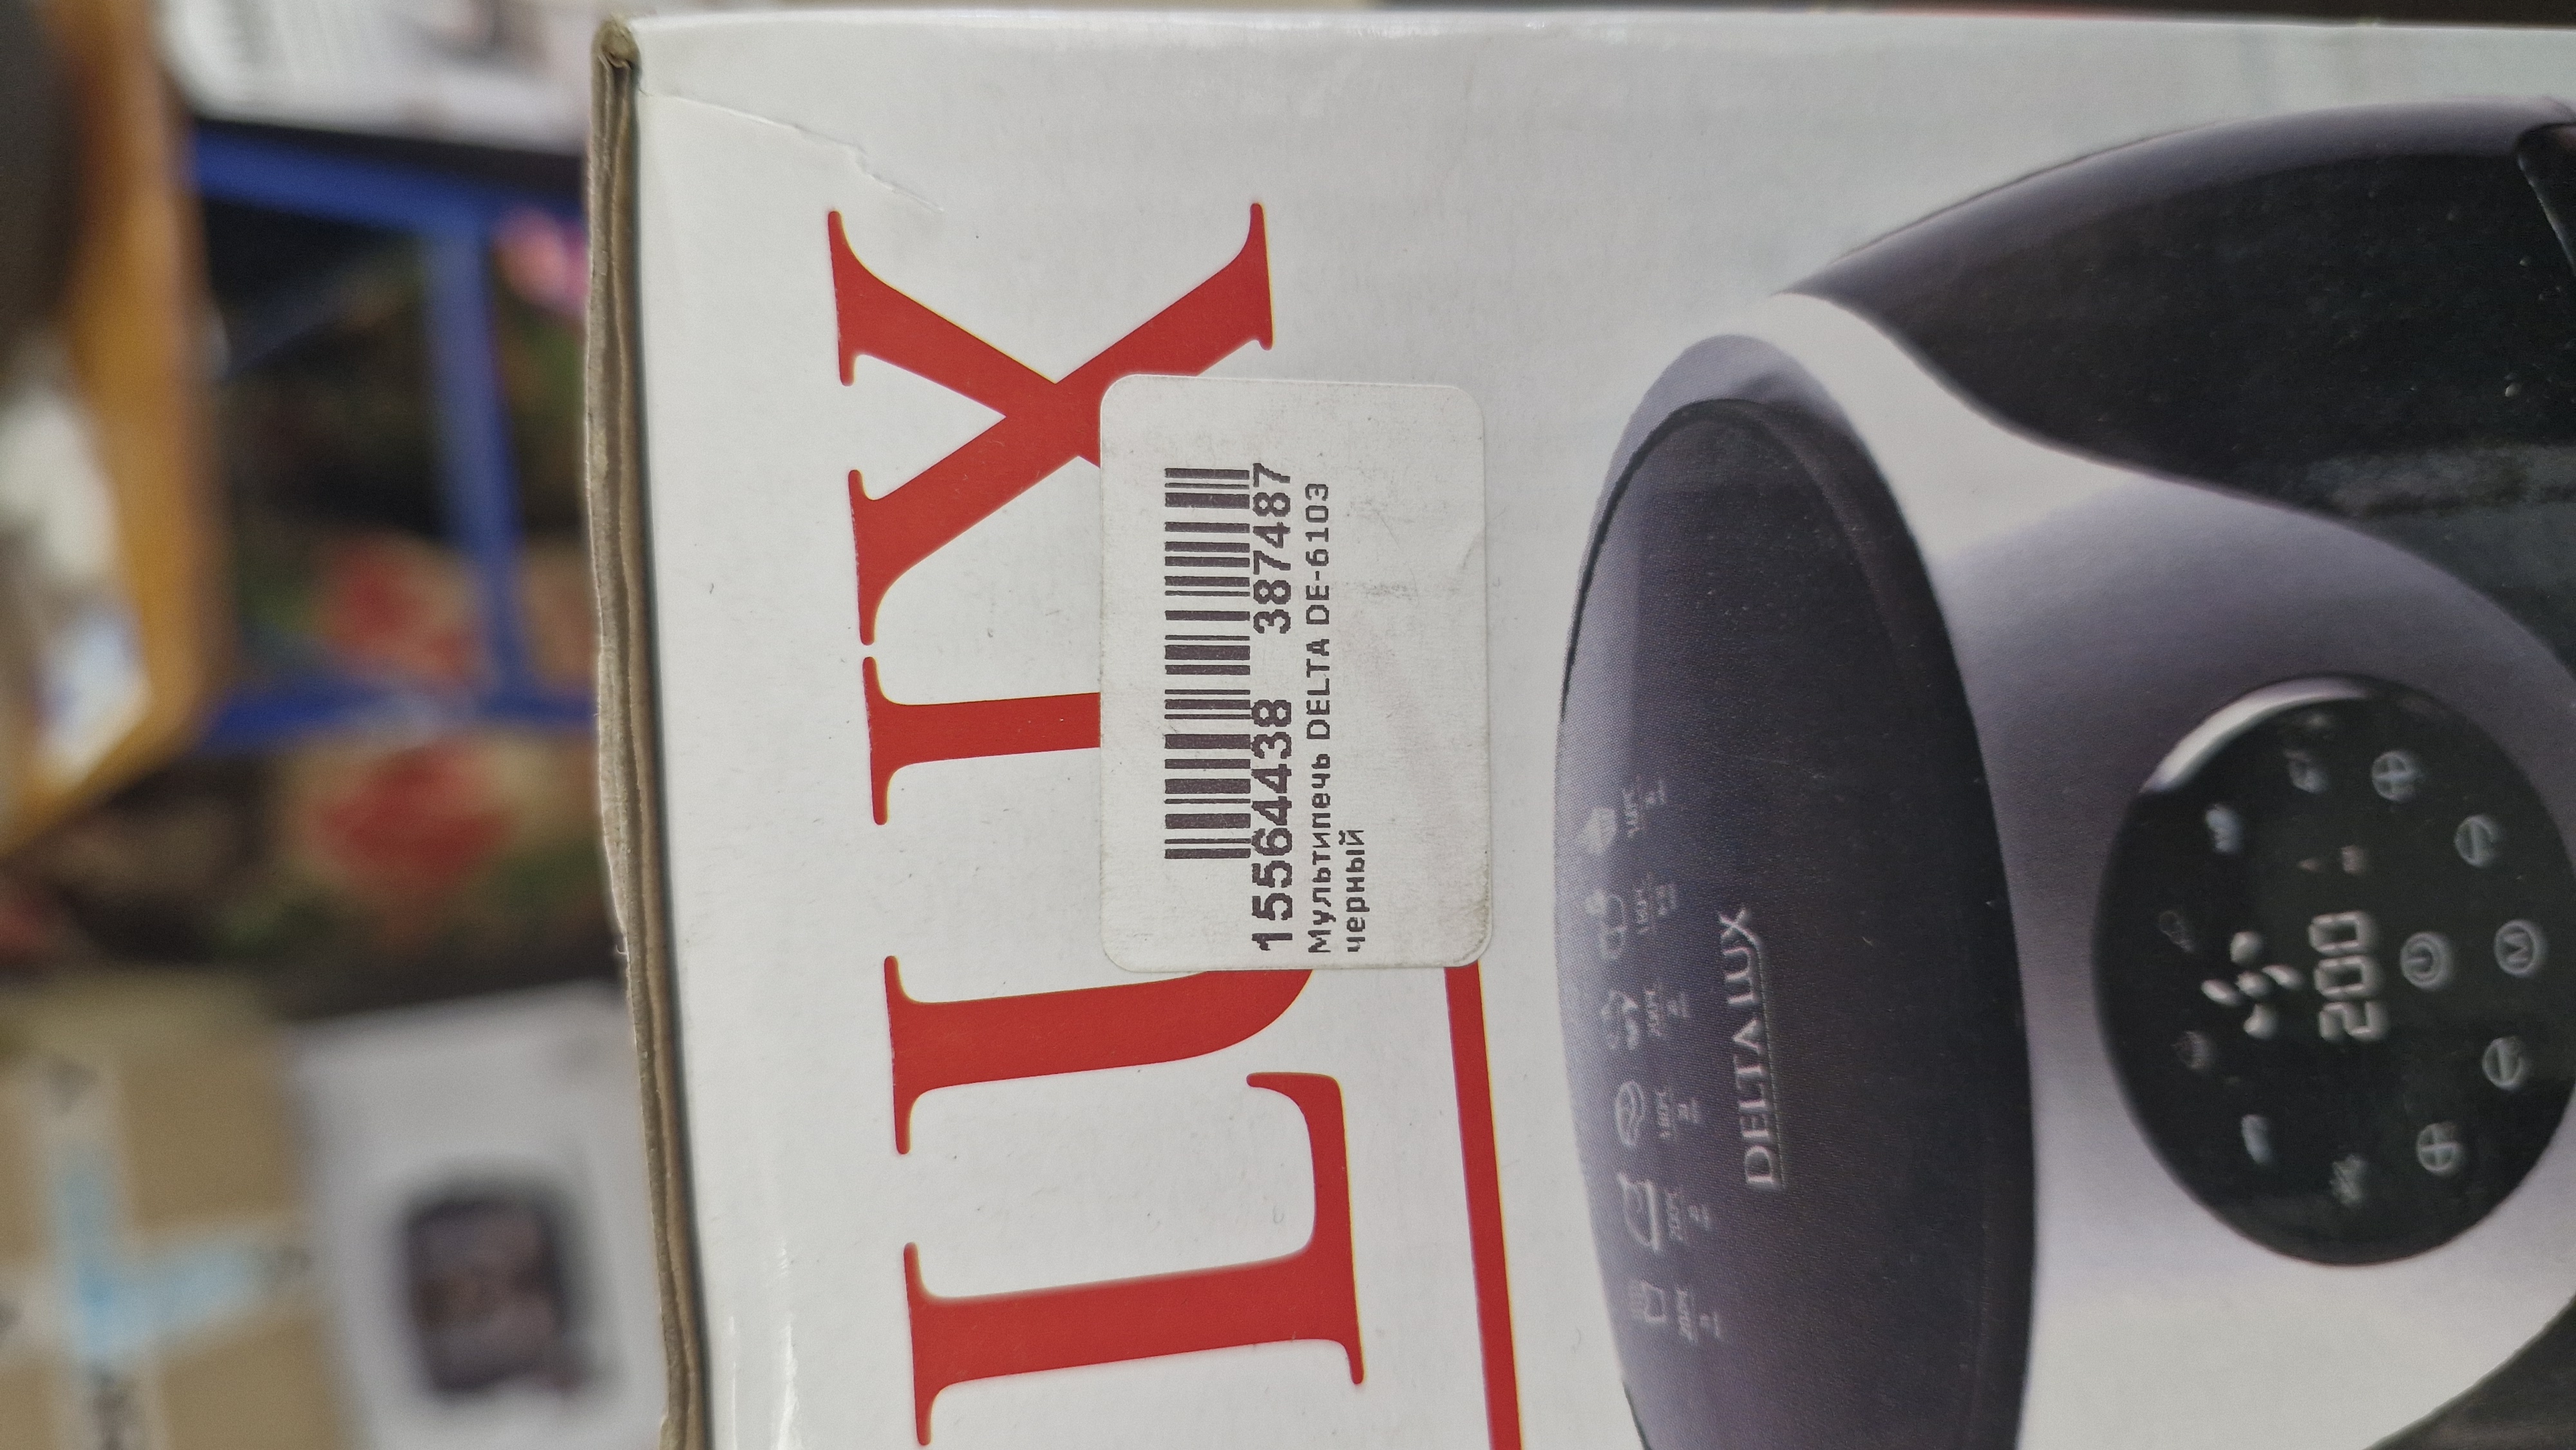 LUX
15564438 387487
Мультипечь DELTA DE-6103
черный
DELTA LUX
200
M